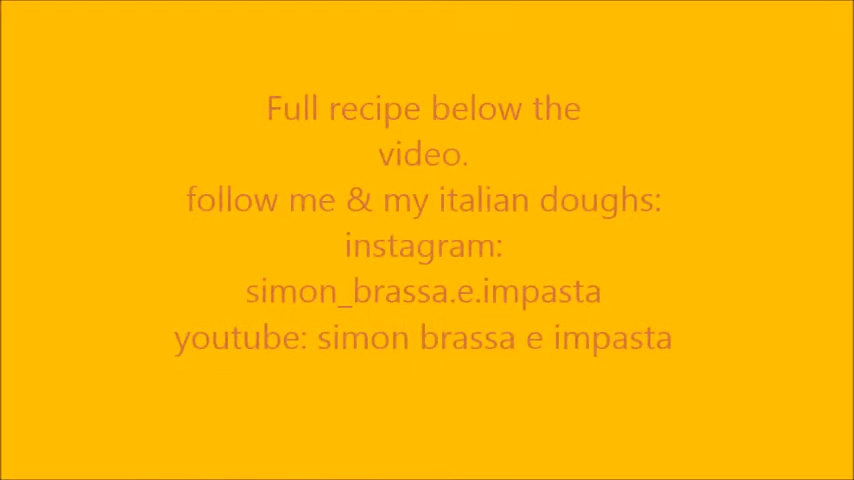 Full recipe below the
video.
follow me & my italian doughs:
instagram:
simon_brassa.e.impasta
youtube: simon brassa e impasta